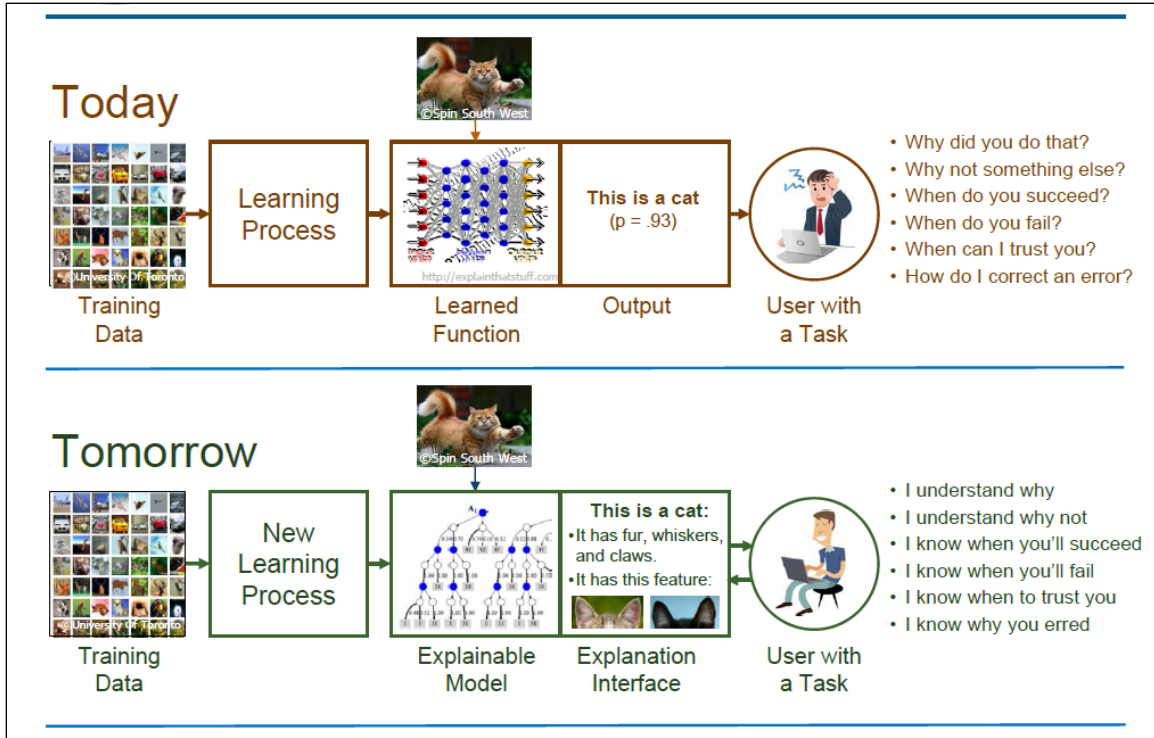 Today
©Spin South West
©University Of Toronto
Training
Data
Learning
Process
http://explainthatstuff.com
Learned
Function
This is a cat
(p = .93)
Output
User with
a Task
• Why did you do that?
• Why not something else?
• When do you succeed?
• When do you fail?
• When can I trust you?
• How do I correct an error?
Tomorrow
©Spin South West
©University Of Toronto
Training
Data
New
Learning
Process
Explainable
Model
This is a cat:
•It has fur, whiskers,
and claws.
•It has this feature:
Explanation
Interface
User with
a Task
• I understand why
• I understand why not
• I know when you'll succeed
• I know when you'll fail
• I know when to trust you
• I know why you erred